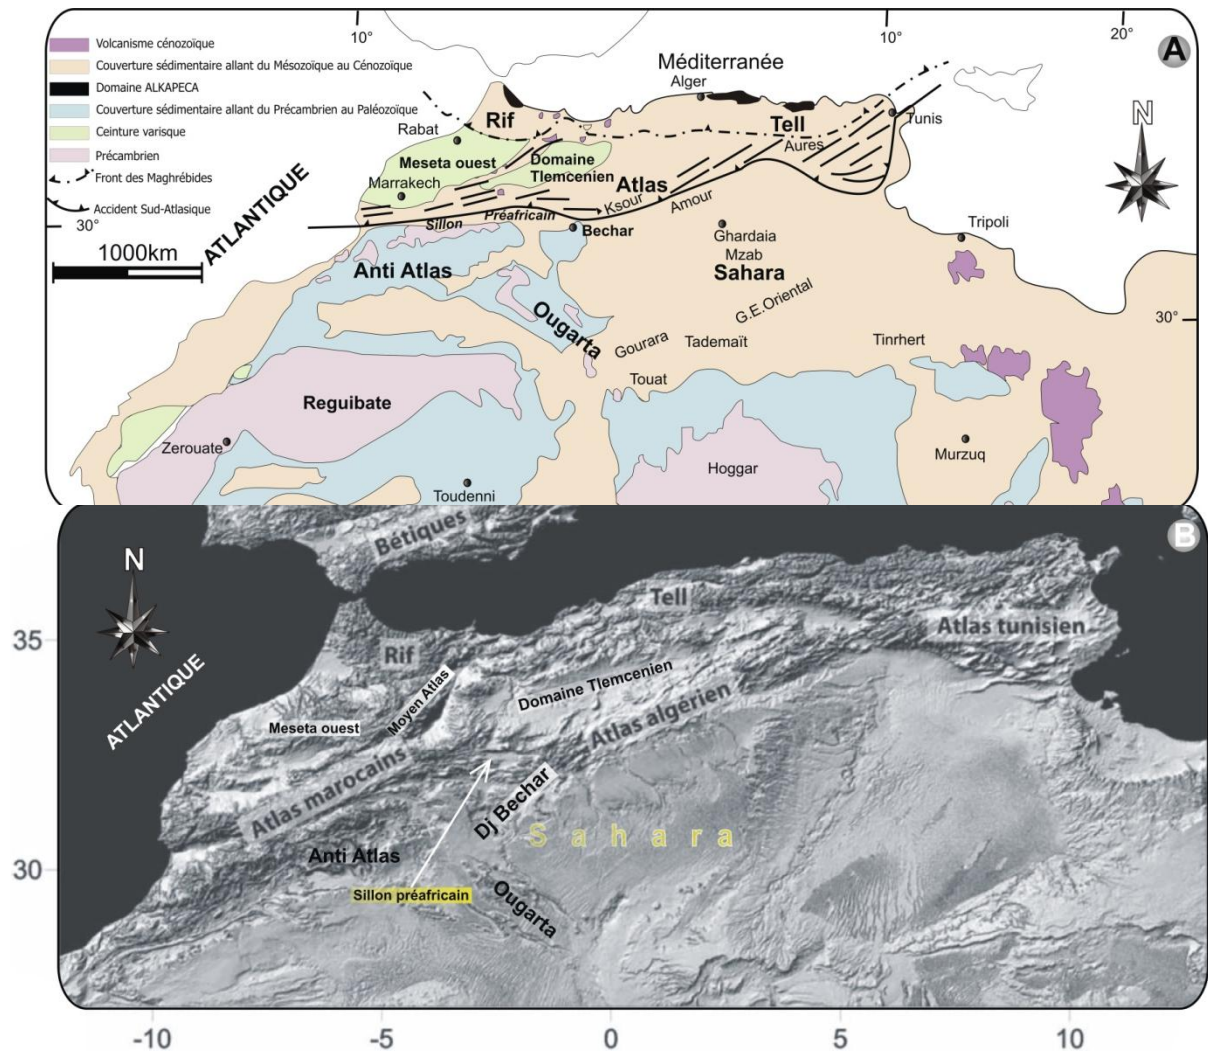 10°
10°
20°
A
Volcanisme cénozoïque
Couverture sédimentaire allant du Mésozoïque au Cénozoïque
Domaine ALKAPECA
Couverture sédimentaire allant du Précambrien au Paléozoïque
Ceinture varisque
Précambrien
Front des Maghrébides
Accident Sud-Atlasique
30°
1000km
ATLANTIQUE
Méditerranée
Alger
N
Rif
Tell
Tunis
Rabat
Aures
Meseta ouest
Domaine
Tlemcenien
Marrakech
Atlas
Ksour
Amour
Sillon
Préafricain
Bechar
Tripoli
Ghardaia
Mzab
Anti Atlas
Sahara
Ougarta
G.E.Oriental
30°
Gourara
Tademaït
Tinrhert
Touat
Reguibate
Zerouate
Murzuq
Hoggar
Toudenni
B
Bétiques
N
Tell
35
Atlas tunisien
Rif
ATLANTIQUE
Moyen Atlas
Domaine Tlemcenien
Meseta ouest
Atlas algérien
Atlas marocains
Dj Bechar
Sahara
Anti Atlas
30
Sillon préafricain
Ougarta
-10
-5
0
5
10